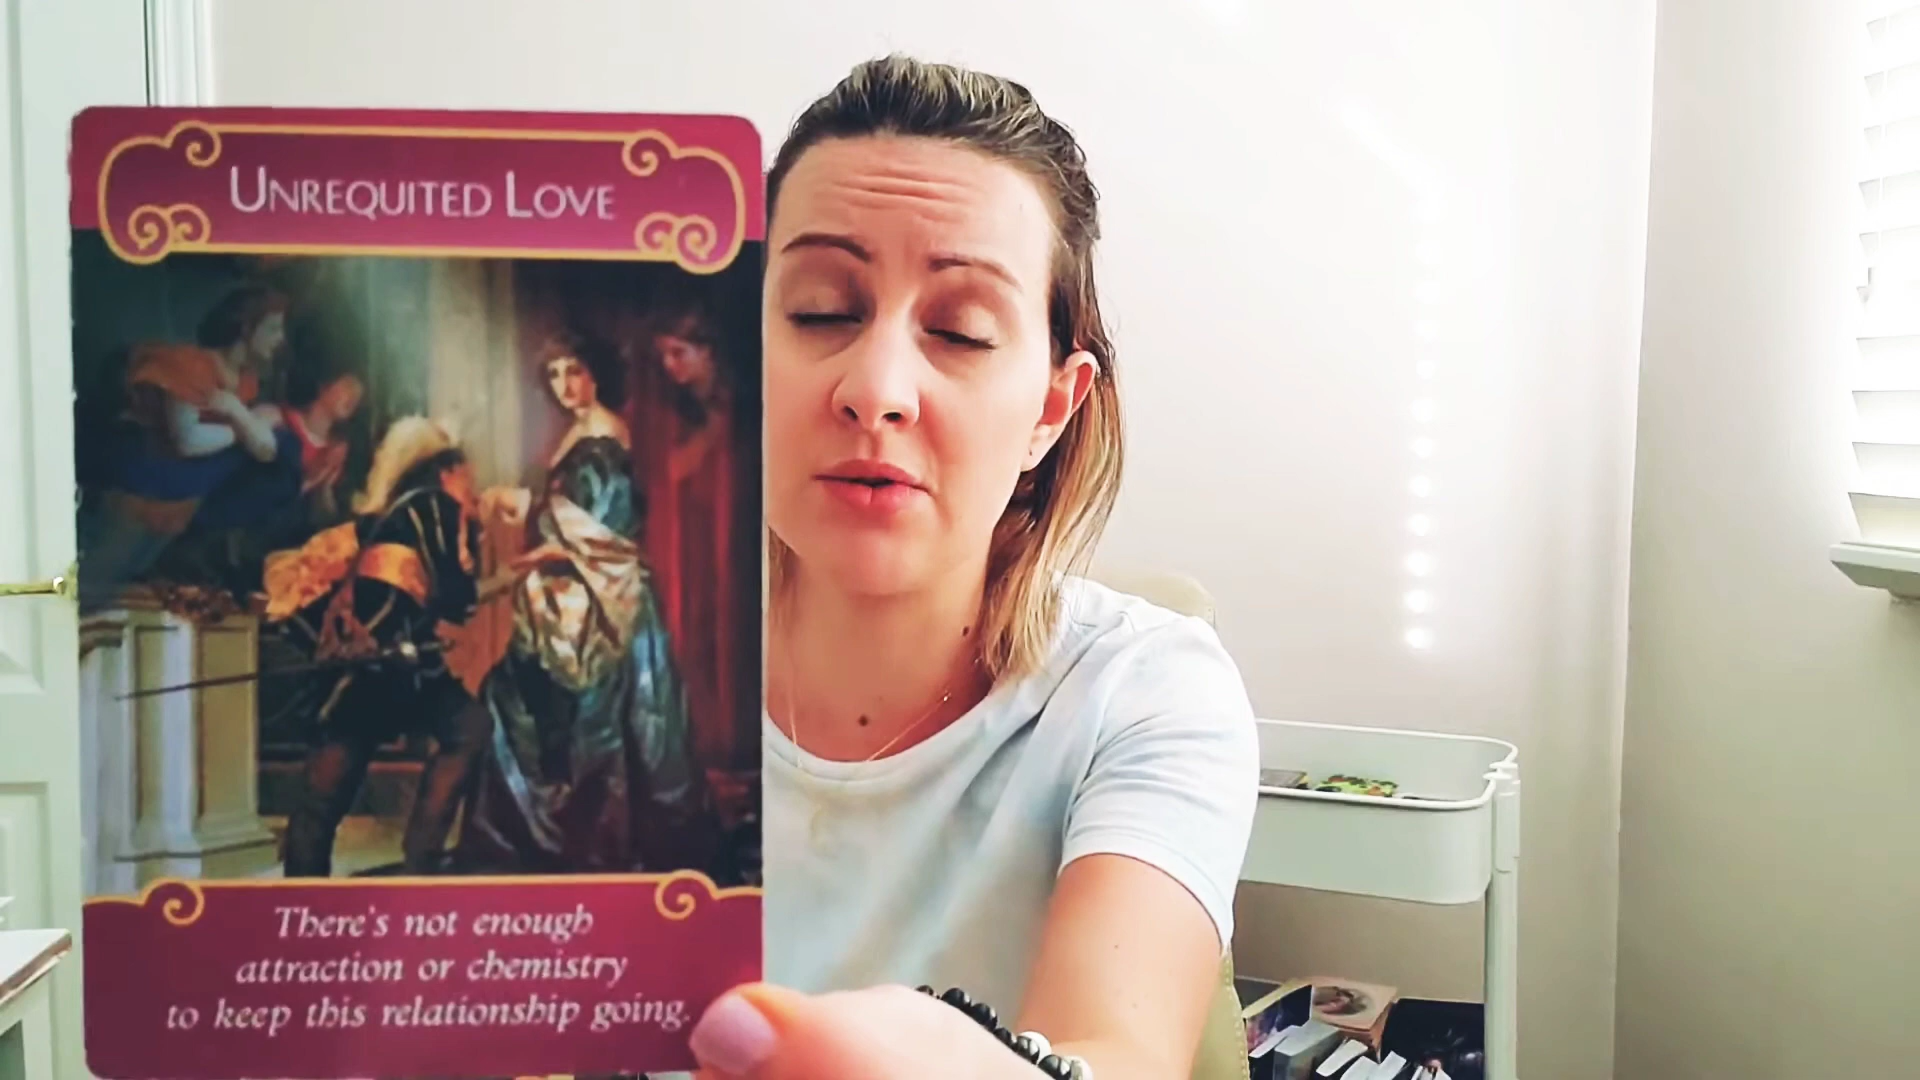 UNREQUITED LOVE
There's not enough
attraction or chemistry
to keep this relationship going.